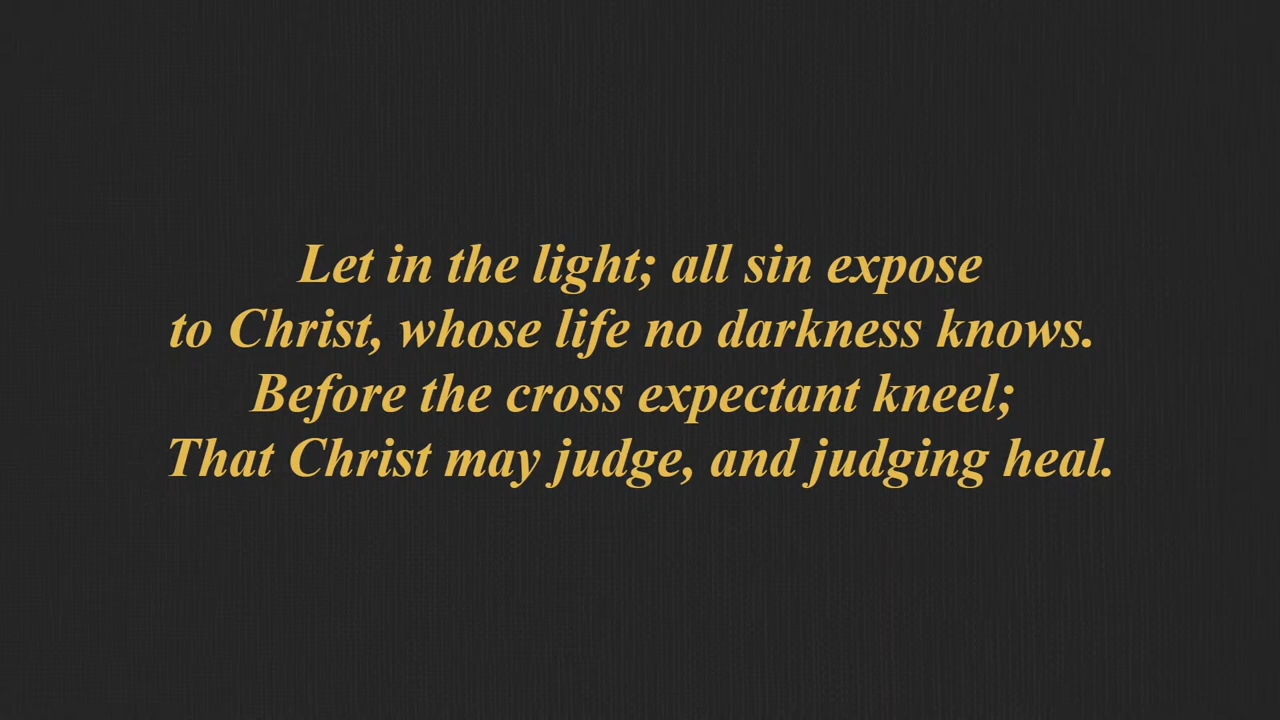 Let in the light; all sin expose
to Christ, whose life no darkness knows.
Before the cross expectant kneel;
That Christ may judge, and judging heal.